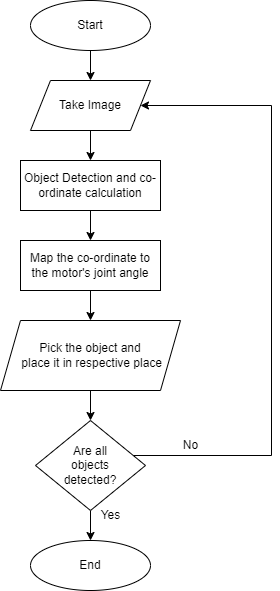 Start
Take Image
Object Detection and co-
ordinate calculation
Map the co-ordinate to
the motor's joint angle
Pick the object and
place it in respective place
Are all
objects
detected?
No
Yes
End